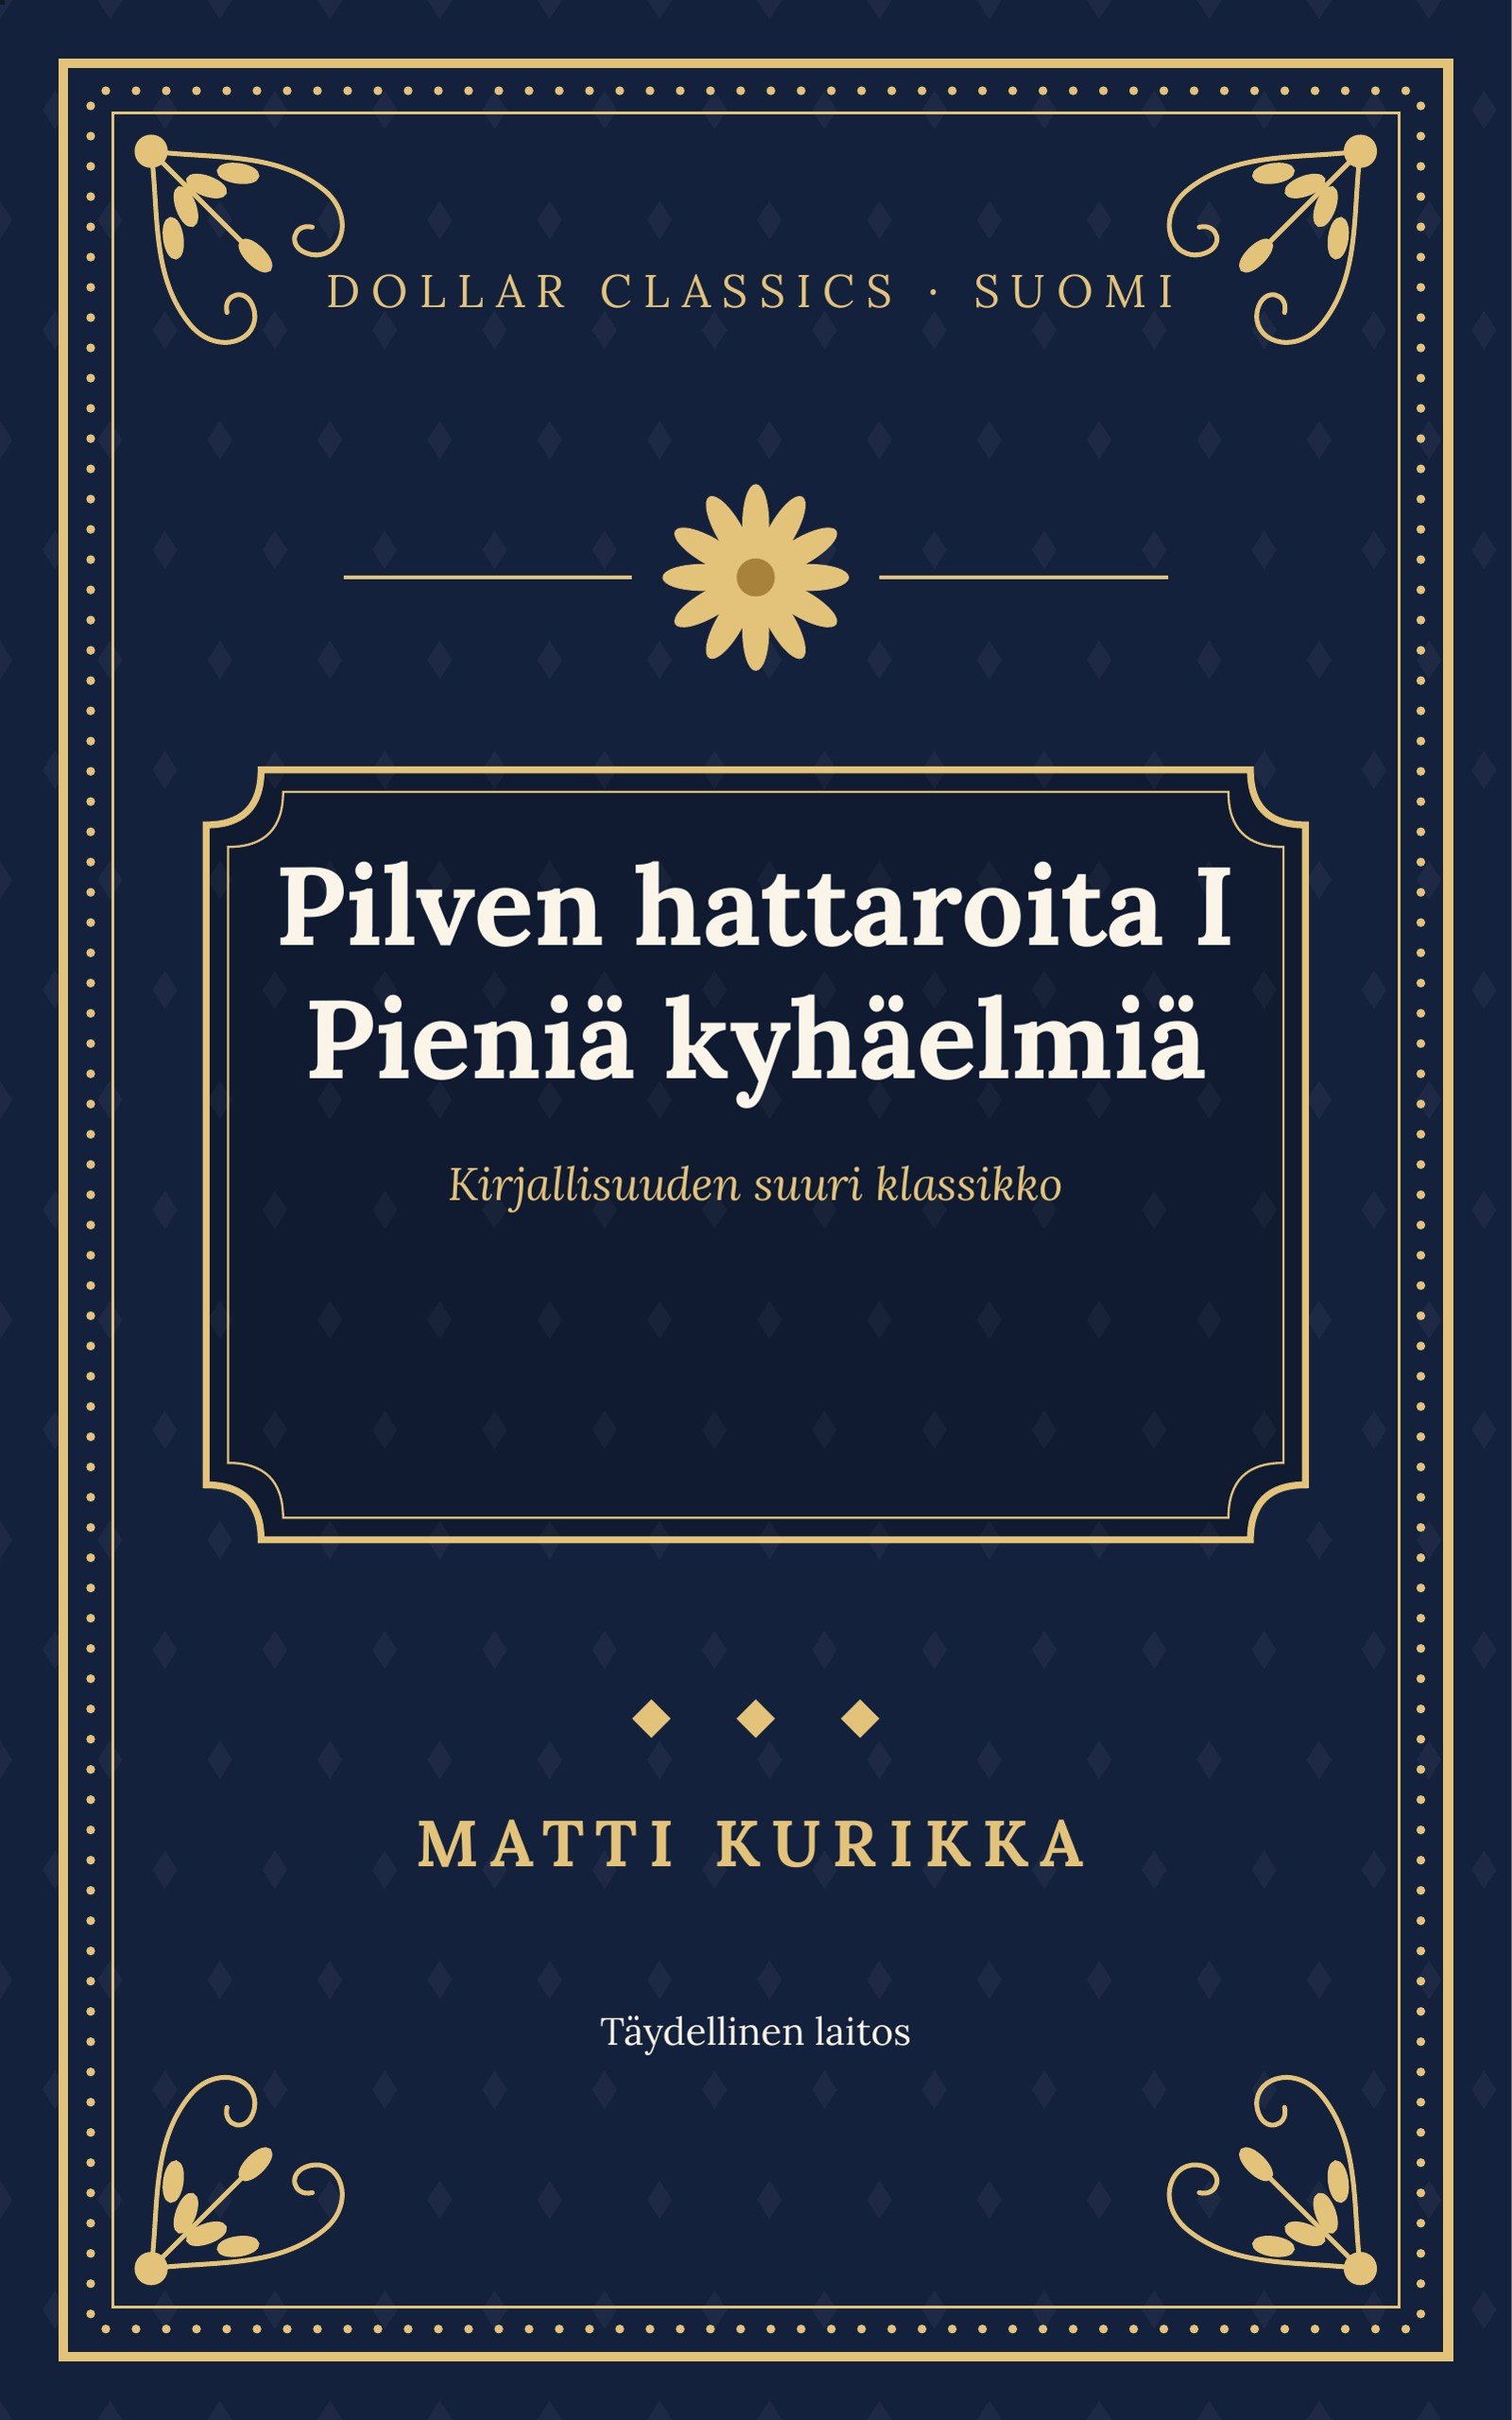 DOLLAR CLASSICS · SUOMI
Pilven hattaroita I
Pieniä kyhäelmiä
Kirjallisuuden suuri klassikko
MATTI KURIKKA
Täydellinen laitos